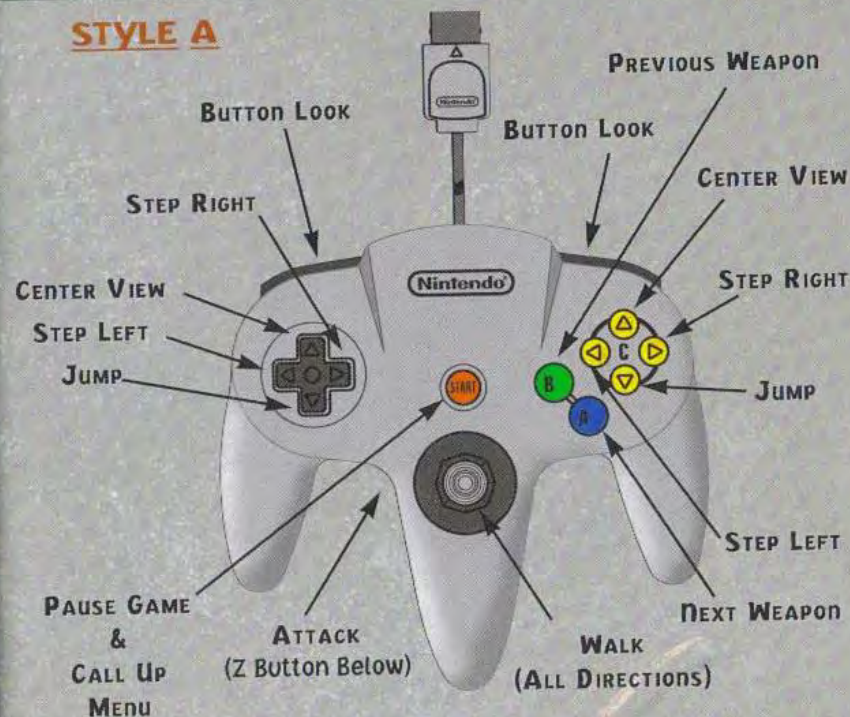 STYLE A
PREVIOUS WEAPON
BUTTON LOOK
BUTTON LOOK
CENTER VIEW
STEP RIGHT
Nintendo
Nintendo
CENTER VIEW
STEP RIGHT
STEP LEFT
JUMP
START
B
C
A
JUMP
STEP LEFT
NEXT WEAPON
PAUSE GAME
&
CALL UP
MENU
ATTACK
(Z Button Below)
WALK
(ALL DIRECTIONS)